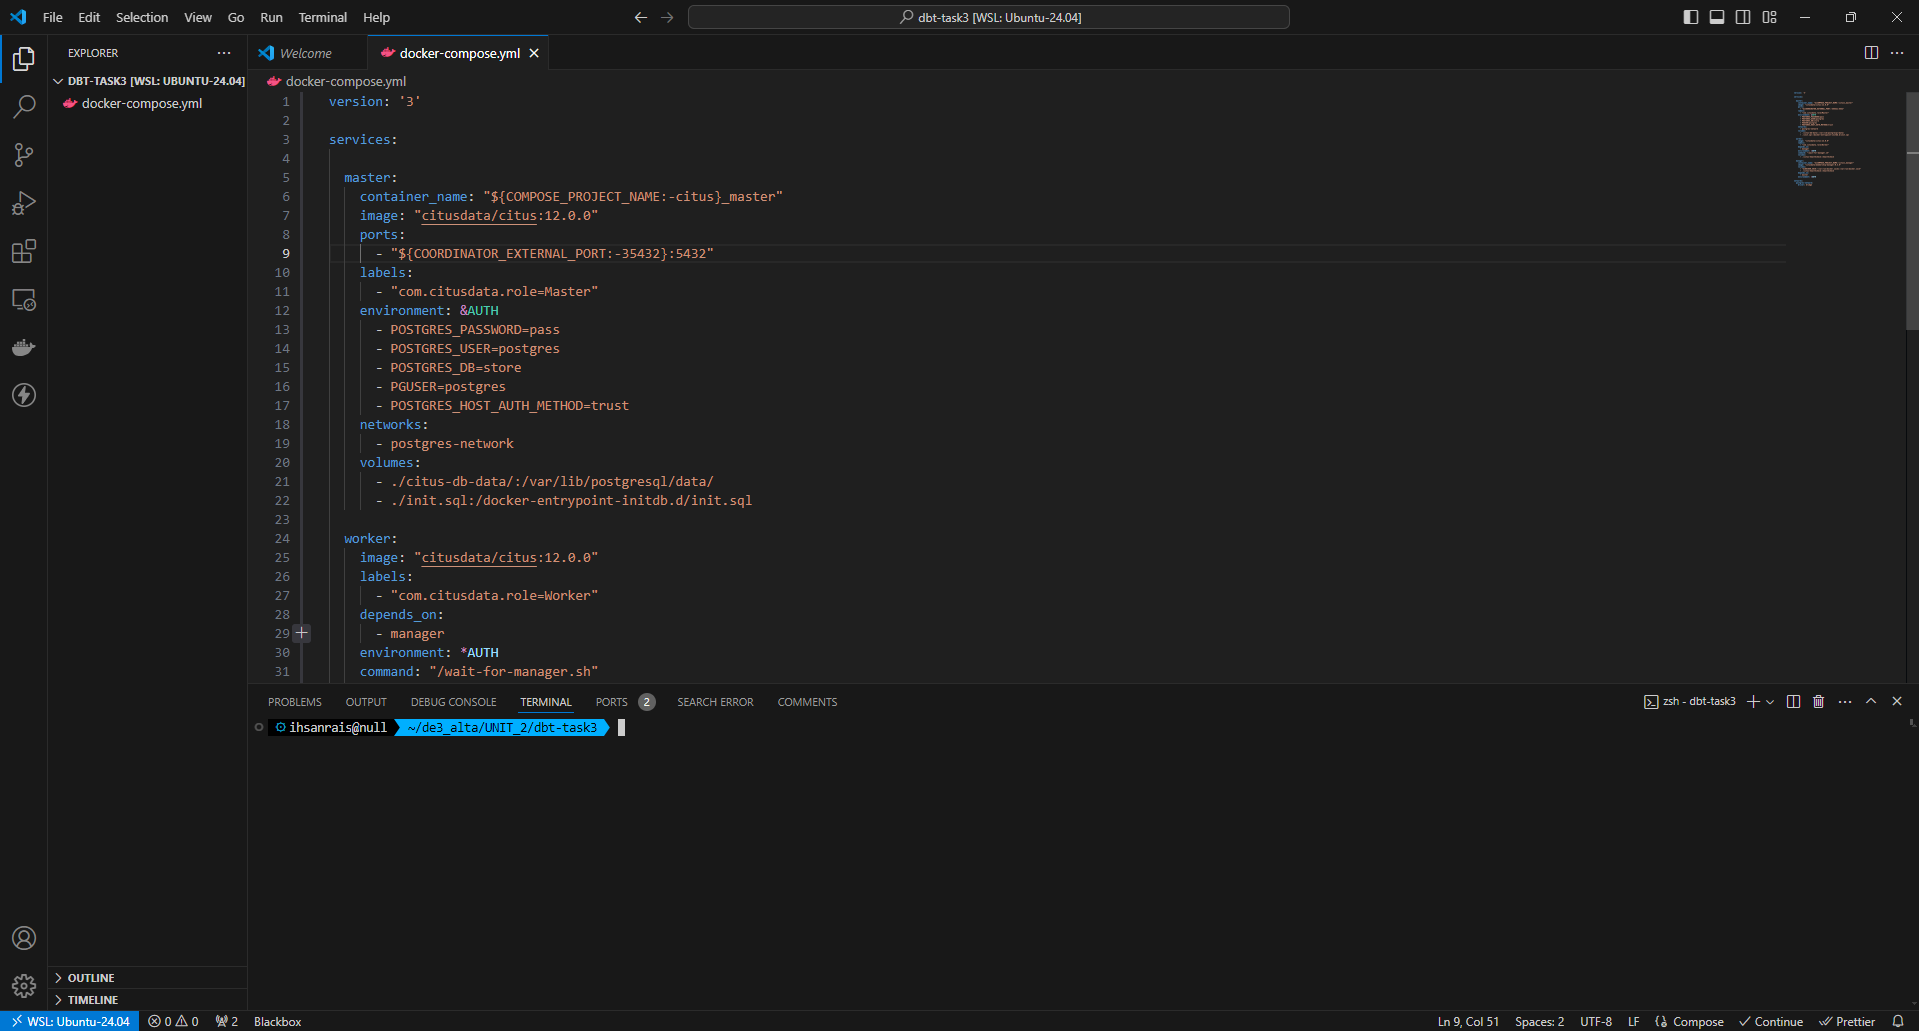 File Edit Selection View Go Run Terminal Help
dbt-task3 [WSL: Ubuntu-24.04]
EXPLORER
DBT-TASK3 [WSL: UBUNTU-24.04]
docker-compose.yml
OUTLINE
TIMELINE
Welcome
docker-compose.yml
docker-compose.yml
1 version: '3'
2
3 services:
4
5 master:
6 container_name: "${COMPOSE_PROJECT_NAME:-citus}_master"
7 image: "citusdata/citus:12.0.0"
8 ports:
9 - "${COORDINATOR_EXTERNAL_PORT:-35432}:5432"
10 labels:
11 - "com.citusdata.role=Master"
12 environment: &AUTH
13 - POSTGRES_PASSWORD=pass
14 - POSTGRES_USER=postgres
15 - POSTGRES_DB=store
16 - PGUSER=postgres
17 - POSTGRES_HOST_AUTH_METHOD=trust
18 networks:
19 - postgres-network
20 volumes:
21 - ./citus-db-data/:/var/lib/postgresql/data/
22 - ./init.sql:/docker-entrypoint-initdb.d/init.sql
23
24 worker:
25 image: "citusdata/citus:12.0.0"
26 labels:
27 - "com.citusdata.role=Worker"
28 depends_on:
29 - manager
30 environment: *AUTH
31 command: "/wait-for-manager.sh"
PROBLEMS OUTPUT DEBUG CONSOLE TERMINAL PORTS 2 SEARCH ERROR COMMENTS
zsh - dbt-task3
ihsanrais@null ~/de3_alta/UNIT_2/dbt-task3
WSL: Ubuntu-24.04 0 0 2 Blackbox
Ln 9, Col 51 Spaces: 2 UTF-8 LF Compose Continue Prettier